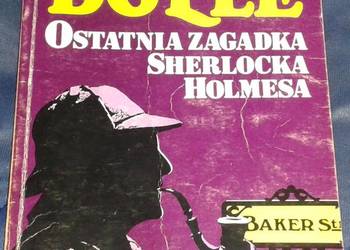 DOYLE
OSTATNIA ZAGADKA
SHERLOCKA
HOLMESA
BAKER St